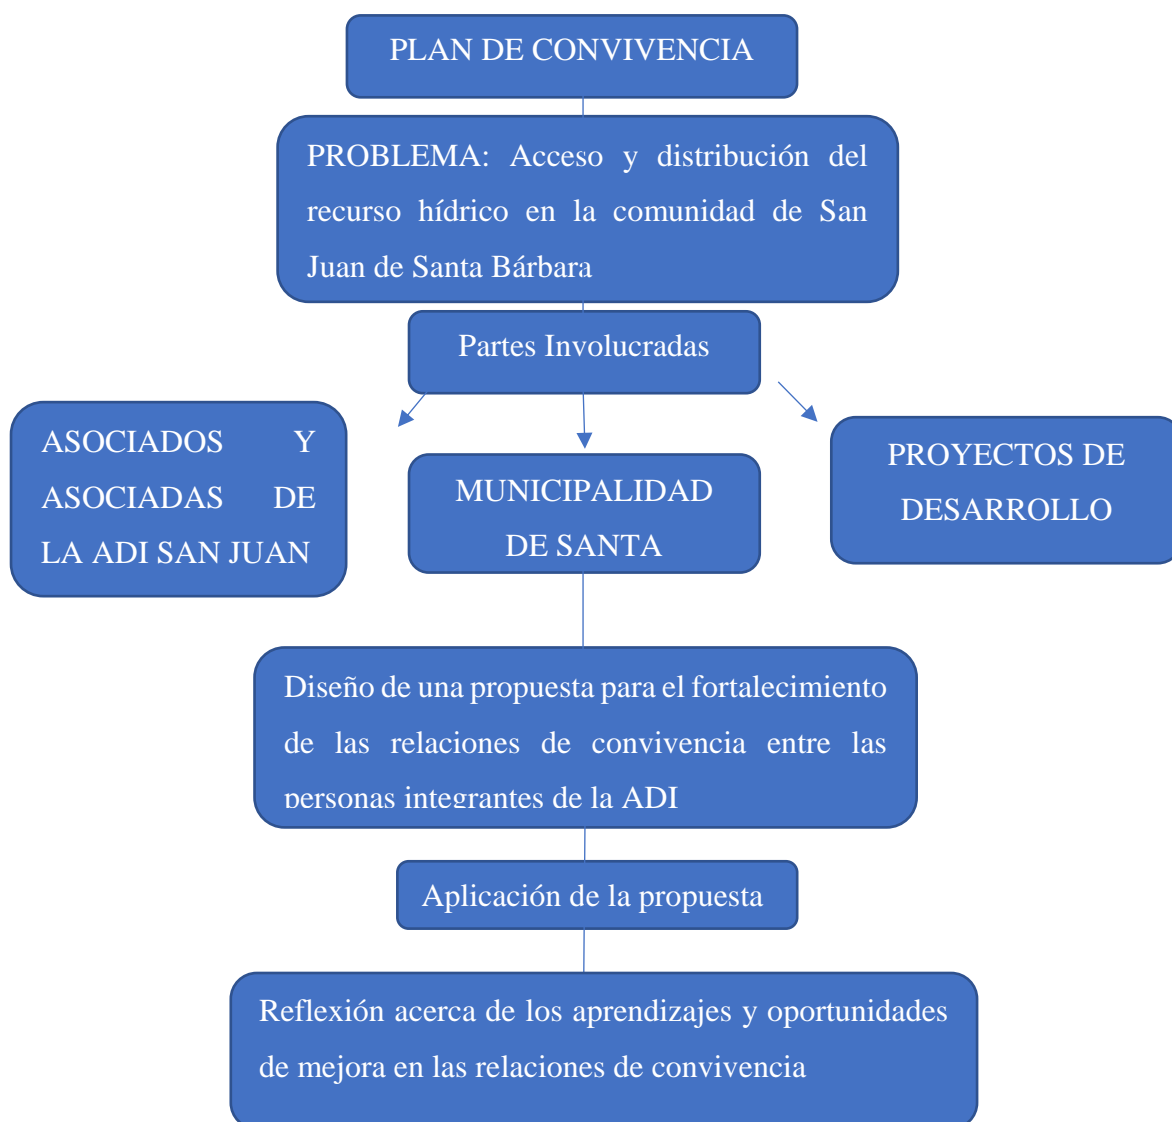 PLAN DE CONVIVENCIA
PROBLEMA: Acceso y distribución del
recurso hídrico en la comunidad de San
Juan de Santa Bárbara
Partes Involucradas
ASOCIADOS Y
ASOCIADAS DE
LA ADI SAN JUAN
MUNICIPALIDAD
DE SANTA
PROYECTOS DE
DESARROLLO
Diseño de una propuesta para el fortalecimiento
de las relaciones de convivencia entre las
personas integrantes de la ADI
Aplicación de la propuesta
Reflexión acerca de los aprendizajes y oportunidades
de mejora en las relaciones de convivencia